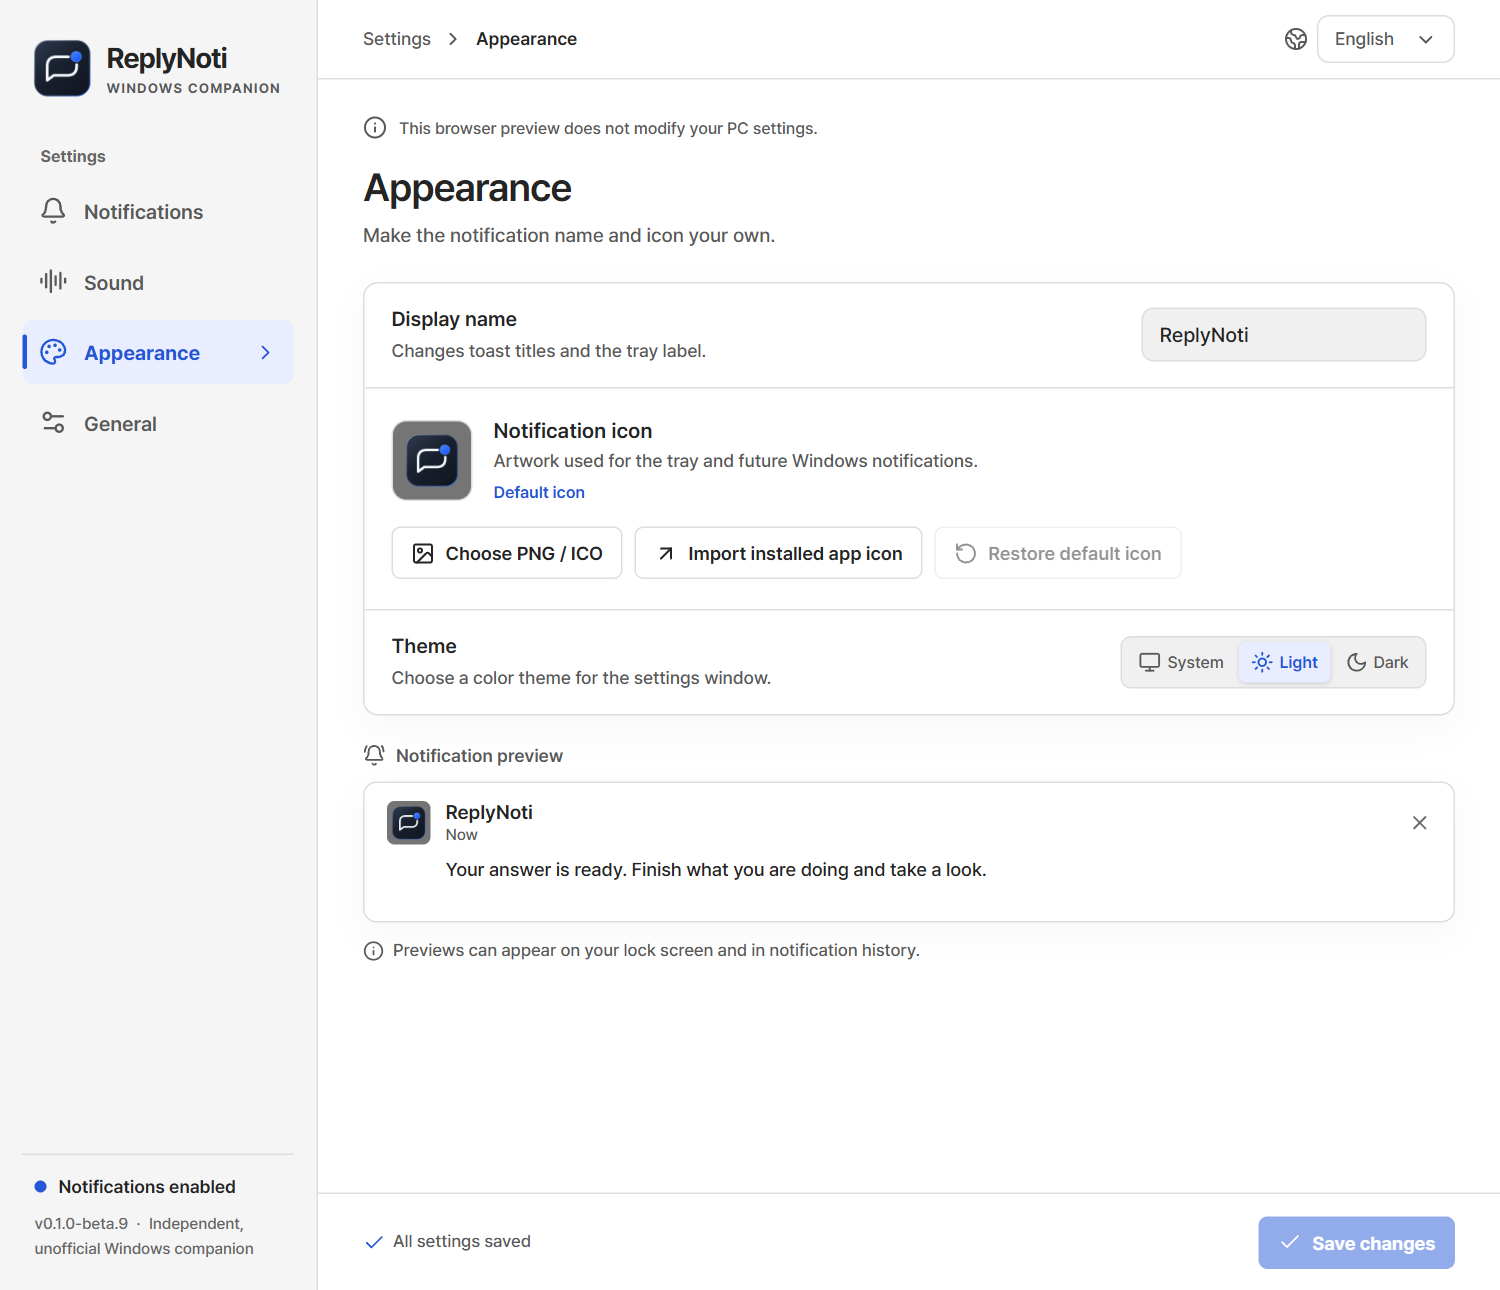 ReplyNoti
WINDOWS COMPANION
Settings
Notifications
Sound
Appearance
General
Notifications enabled
v0.1.0-beta.9 · Independent,
unofficial Windows companion
Settings > Appearance
English
This browser preview does not modify your PC settings.
Appearance
Make the notification name and icon your own.
Display name
Changes toast titles and the tray label.
ReplyNoti
Notification icon
Artwork used for the tray and future Windows notifications.
Default icon
Choose PNG / ICO
Import installed app icon
Restore default icon
Theme
Choose a color theme for the settings window.
System
Light
Dark
Notification preview
ReplyNoti
Now
Your answer is ready. Finish what you are doing and take a look.
Previews can appear on your lock screen and in notification history.
All settings saved
Save changes